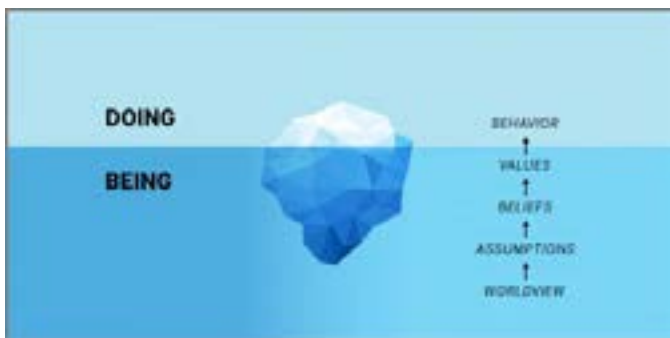 DOING
BEING
BEHAVIOR
VALUES
BELIEFS
ASSUMPTIONS
WORLDVIEW